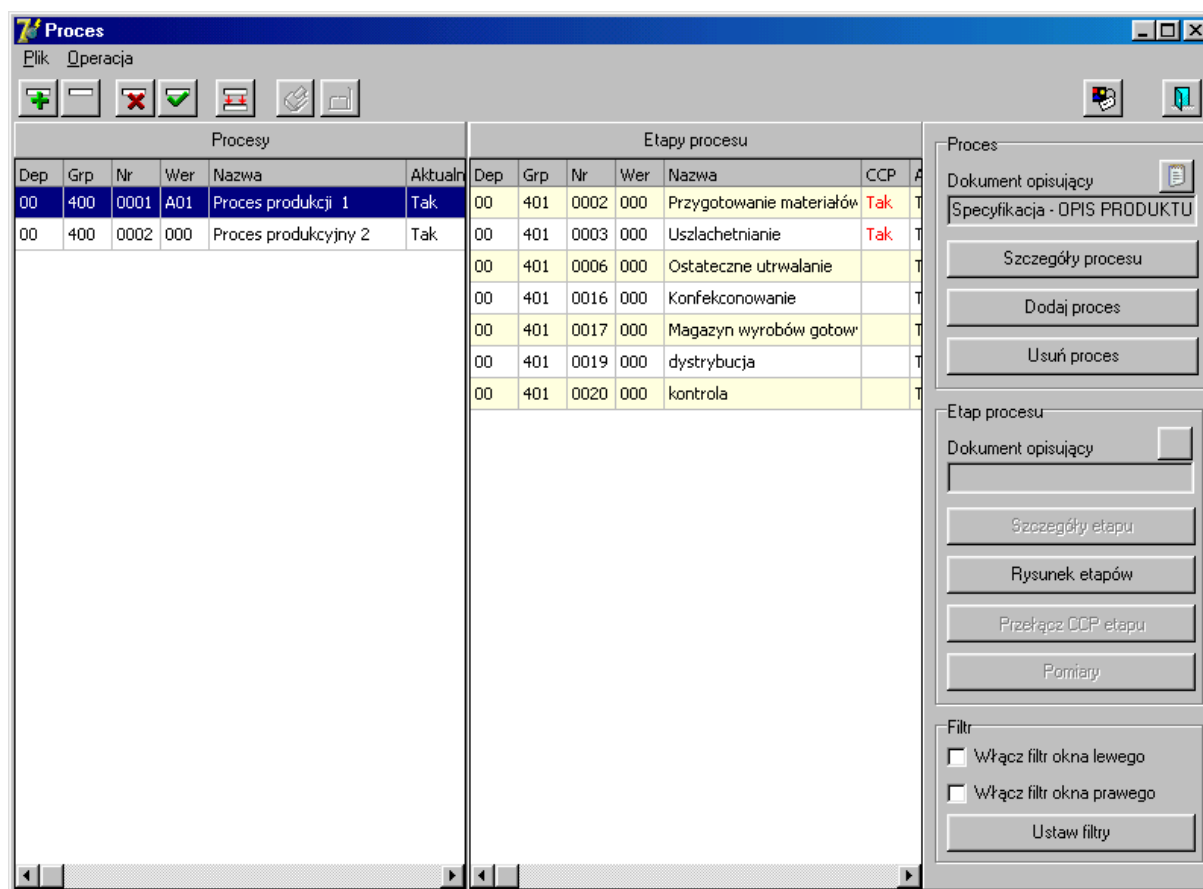 Proces
Plik Operacja
Procesy
Dep Grp Nr Wer Nazwa Aktualn
00 400 0001 A01 Proces produkcji 1 Tak
00 400 0002 000 Proces produkcyjny 2 Tak
Etapy procesu
Dep Grp Nr Wer Nazwa CCP A
00 401 0002 000 Przygotowanie materiałów Tak T
00 401 0003 000 Uszlachetnianie Tak T
00 401 0006 000 Ostateczne utrwalanie T
00 401 0016 000 Konfekconowanie T
00 401 0017 000 Magazyn wyrobów gotow T
00 401 0019 000 dystrybucja T
00 401 0020 000 kontrola T
Proces
Dokument opisujący
Specyfikacja - OPIS PRODUKTU
Szczegóły procesu
Dodaj proces
Usuń proces
Etap procesu
Dokument opisujący
Szczegóły etapu
Rysunek etapów
Przełącz CCP etapu
Pomiary
Filtr
Włącz filtr okna lewego
Włącz filtr okna prawego
Ustaw filtry